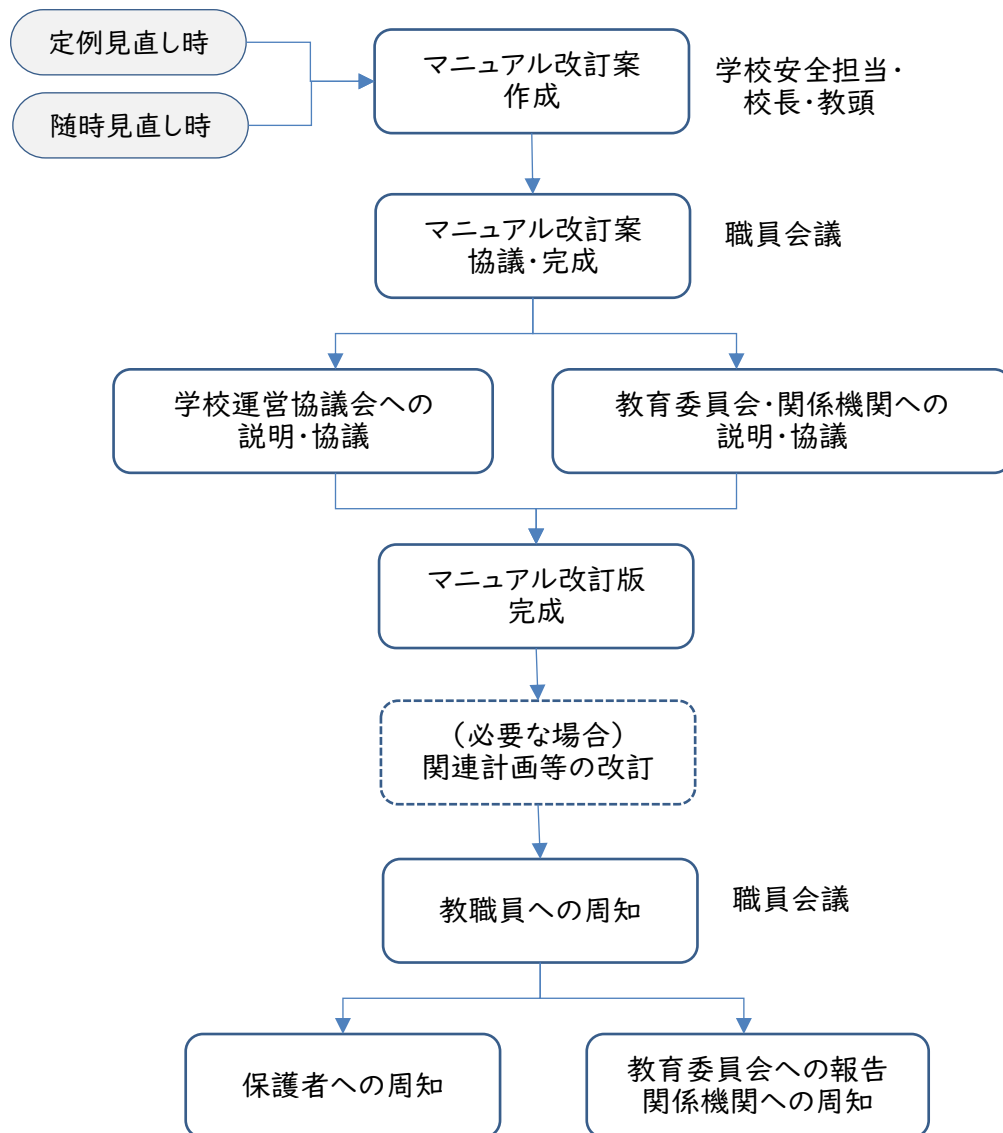 定例見直し時
随時見直し時
マニュアル改訂案
作成
学校安全担当・
校長・教頭
マニュアル改訂案
協議・完成
職員会議
学校運営協議会への
説明・協議
教育委員会・関係機関への
説明・協議
マニュアル改訂版
完成
（必要な場合）
関連計画等の改訂
教職員への周知
職員会議
保護者への周知
教育委員会への報告
関係機関への周知